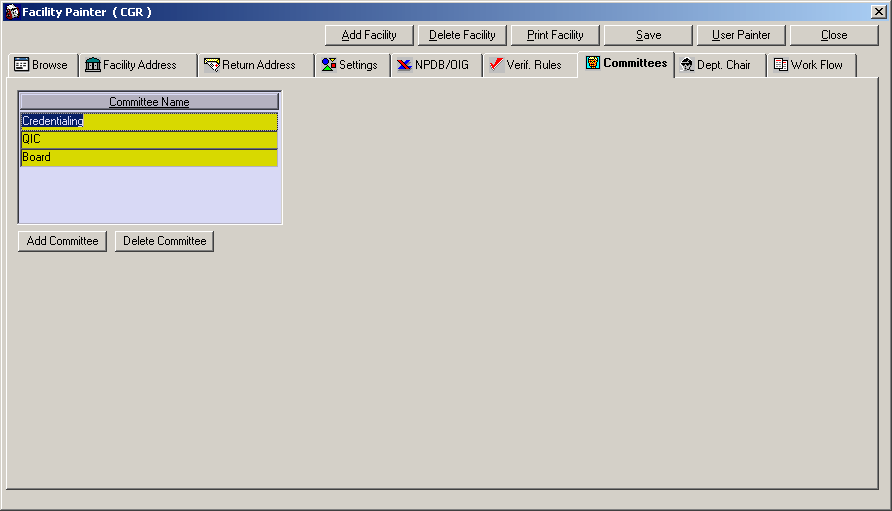 Facility Painter ( CGR )
Add Facility Delete Facility Print Facility Save User Painter Close
Browse Facility Address Return Address Settings NPDB/OIG Verif. Rules Committees Dept. Chair Work Flow
Committee Name
Credentialing
QIC
Board
Add Committee Delete Committee